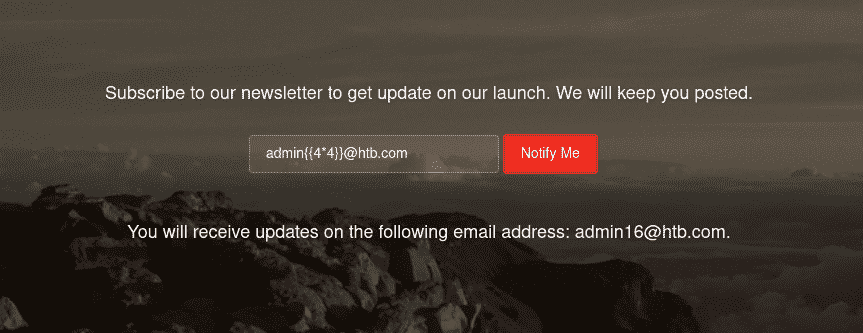 Subscribe to our newsletter to get update on our launch. We will keep you posted.
admin{{4*4}}@htb.com
Notify Me
You will receive updates on the following email address: admin16@htb.com.